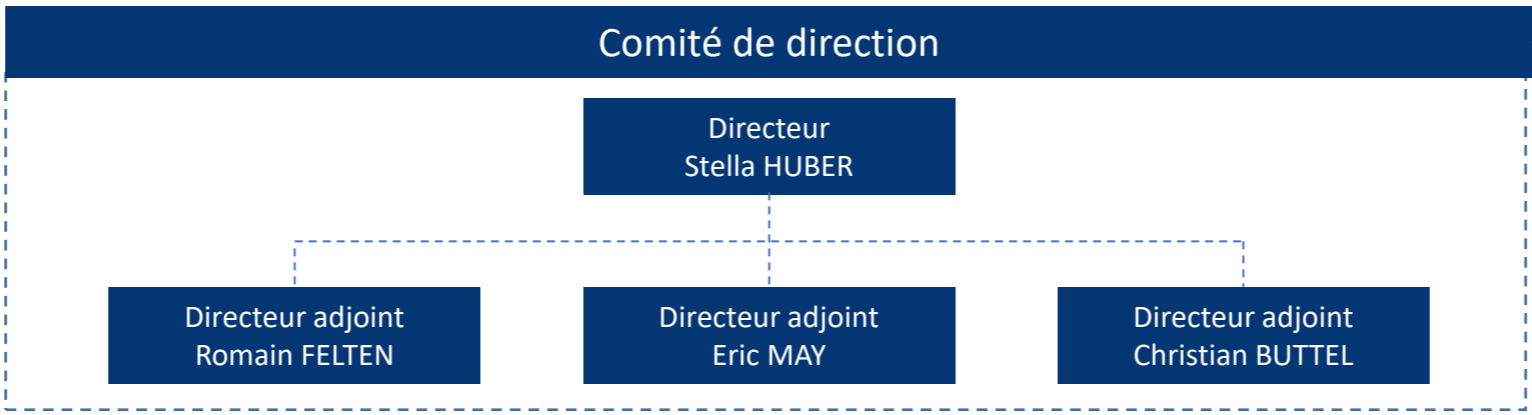 Comité de direction
Directeur
Stella HUBER
Directeur adjoint
Romain FELTEN
Directeur adjoint
Eric MAY
Directeur adjoint
Christian BUTTEL